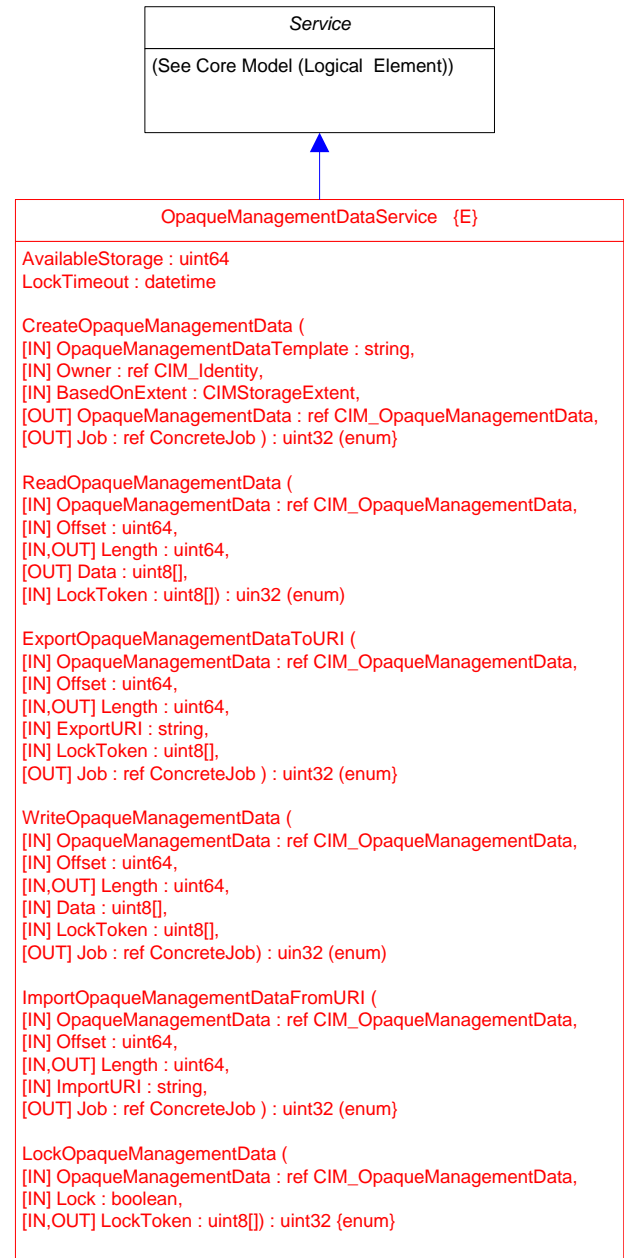 Service
(See Core Model (Logical Element))
OpaqueManagementDataService {E}
AvailableStorage : uint64
LockTimeout : datetime
CreateOpaqueManagementData (
[IN] OpaqueManagementDataTemplate : string,
[IN] Owner : ref CIM_Identity,
[IN] BasedOnExtent : CIMStorageExtent,
[OUT] OpaqueManagementData : ref CIM_OpaqueManagementData,
[OUT] Job : ref ConcreteJob ) : uint32 (enum}
ReadOpaqueManagementData (
[IN] OpaqueManagementData : ref CIM_OpaqueManagementData,
[IN] Offset : uint64,
[IN,OUT] Length : uint64,
[OUT] Data : uint8[],
[IN] LockToken : uint8[]) : uin32 (enum)
ExportOpaqueManagementDataToURI (
[IN] OpaqueManagementData : ref CIM_OpaqueManagementData,
[IN] Offset : uint64,
[IN,OUT] Length : uint64,
[IN] ExportURI : string,
[IN] LockToken : uint8[],
[OUT] Job : ref ConcreteJob ) : uint32 (enum}
WriteOpaqueManagementData (
[IN] OpaqueManagementData : ref CIM_OpaqueManagementData,
[IN] Offset : uint64,
[IN,OUT] Length : uint64,
[IN] Data : uint8[],
[IN] LockToken : uint8[],
[OUT] Job : ref ConcreteJob) : uin32 (enum)
ImportOpaqueManagementDataFromURI (
[IN] OpaqueManagementData : ref CIM_OpaqueManagementData,
[IN] Offset : uint64,
[IN,OUT] Length : uint64,
[IN] ImportURI : string,
[OUT] Job : ref ConcreteJob ) : uint32 (enum}
LockOpaqueManagementData (
[IN] OpaqueManagementData : ref CIM_OpaqueManagementData,
[IN] Lock : boolean,
[IN,OUT] LockToken : uint8[]) : uint32 {enum}